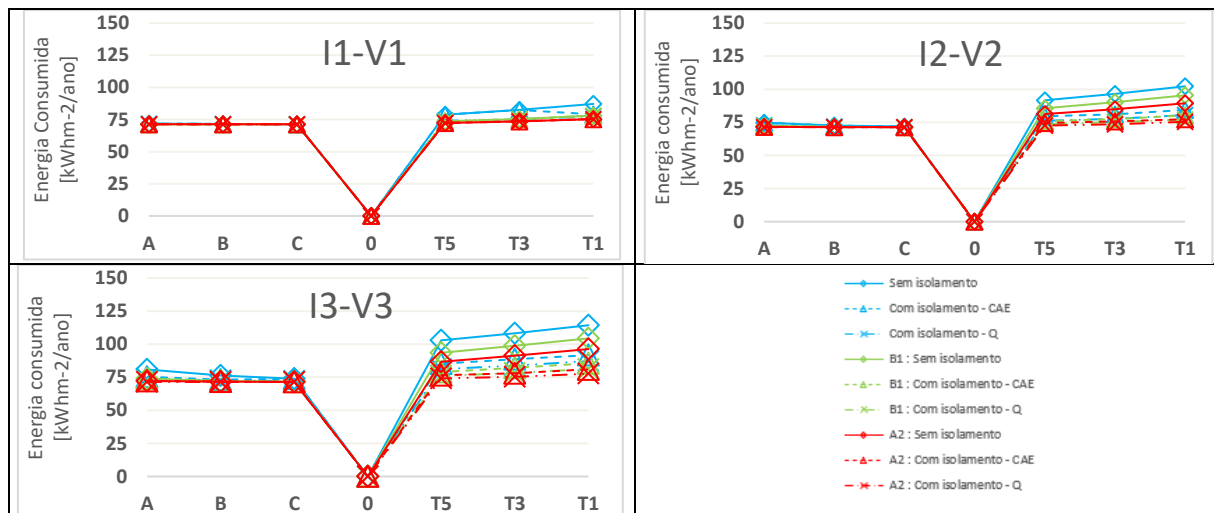 I1-V1
Energia Consumida
[kWhm-2/ano]
150
125
100
75
50
25
0
A B C 0 T5 T3 T1
I2-V2
Energia Consumida
[kWhm-2/ano]
150
125
100
75
50
25
0
A B C 0 T5 T3 T1
I3-V3
Energia consumida
[kWhm-2/ano]
150
125
100
75
50
25
0
A B C 0 T5 T3 T1
Sem isolamento
Com isolamento - CAE
Com isolamento - Q
B1 : Sem isolamento
B1 : Com isolamento - CAE
B1 : Com isolamento - Q
A2 : Sem isolamento
A2 : Com isolamento - CAE
A2 : Com isolamento - Q